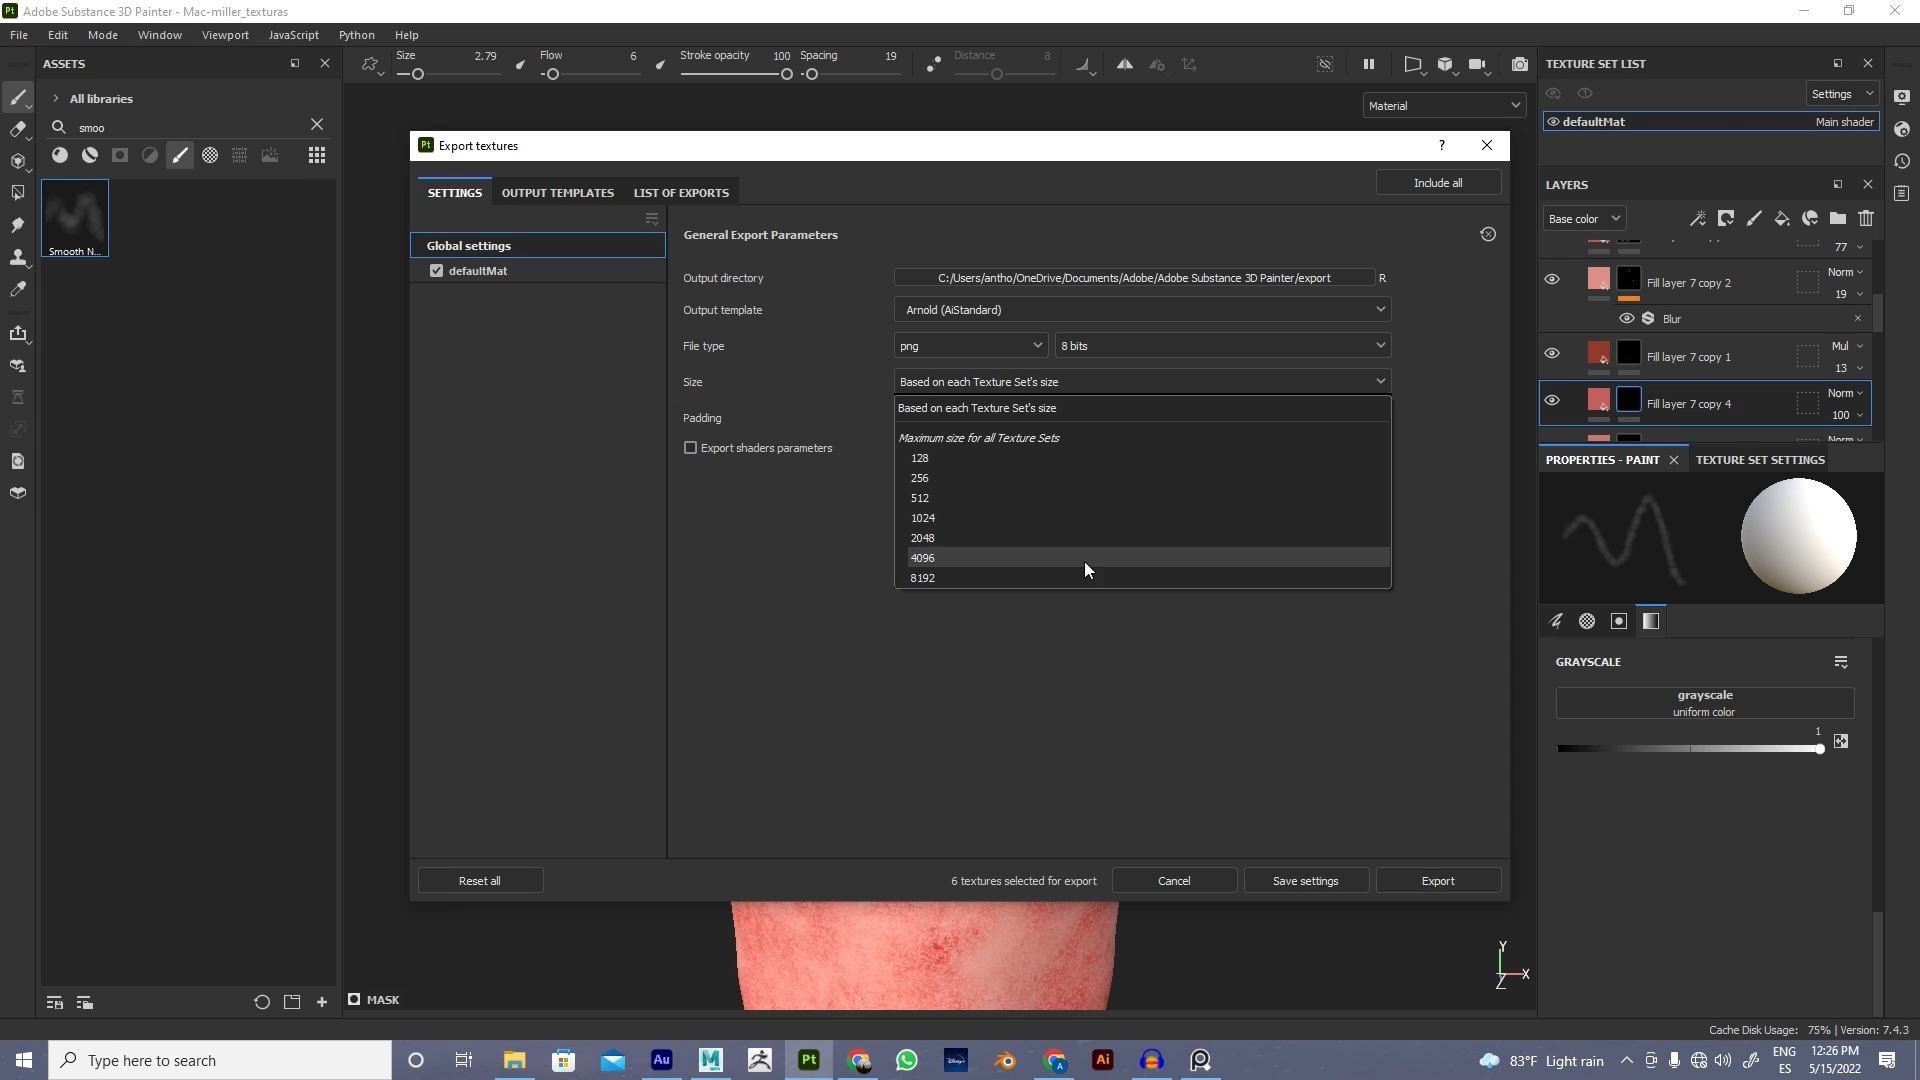 Pt Adobe Substance 3D Painter - Mac-miller_texturas
File Edit Mode Window Viewport JavaScript Python Help
ASSETS
Size 2.79 Flow 6 Stroke opacity 100 Spacing 19 Distance 8
TEXTURE SET LIST
All libraries
Settings
smoo
Material
defaultMat Main shader
Smooth N...
Pt Export textures ?
SETTINGS OUTPUT TEMPLATES LIST OF EXPORTS
Include all
LAYERS
Base color
Global settings
defaultMat
General Export Parameters
Output directory C:/Users/antho/OneDrive/Documents/Adobe/Adobe Substance 3D Painter/export R
Output template Arnold (AiStandard)
File type png 8 bits
Size Based on each Texture Set's size
Padding
Export shaders parameters
Based on each Texture Set's size
Maximum size for all Texture Sets
128
256
512
1024
2048
4096
8192
77
Norm
Fill layer 7 copy 2
19
Blur
Mul
Fill layer 7 copy 1
13
Norm
Fill layer 7 copy 4
100
PROPERTIES - PAINT TEXTURE SET SETTINGS
GRAYSCALE
grayscale
uniform color
1
Reset all 6 textures selected for export Cancel Save settings Export
Y
X
Z
MASK
Cache Disk Usage: 75% | Version: 7.4.3
Type here to search
Au
Pt
Disney+
A
Ai
83°F Light rain
ENG
ES
12:26 PM
5/15/2022